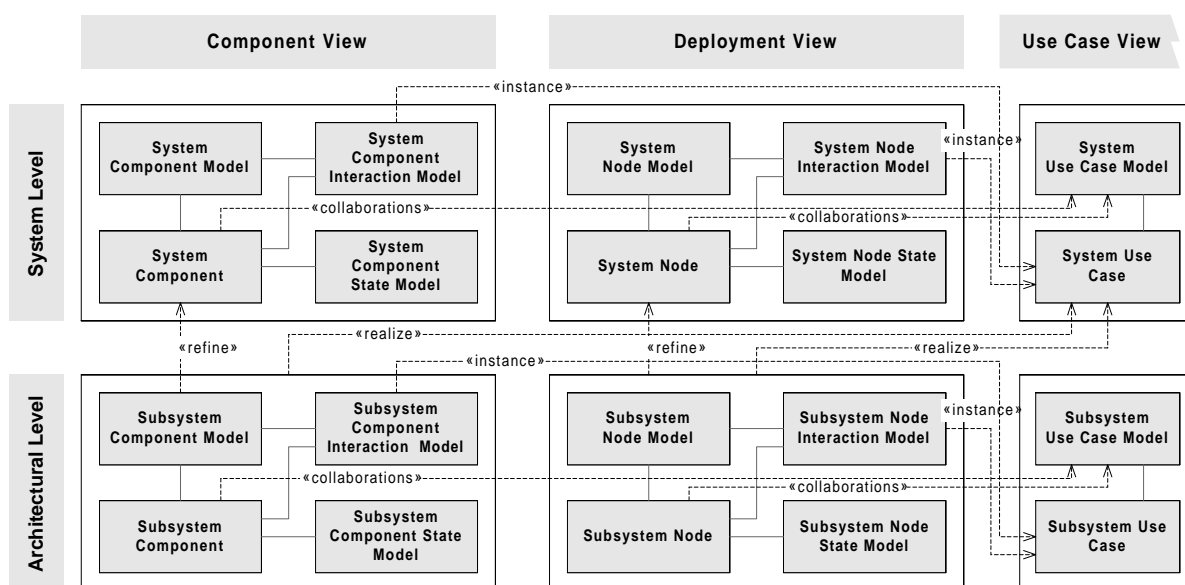 Component View
Deployment View
Use Case View
System Level
«instance»
System
Component Model
System
Component
Interaction Model
System
Node Model
System Node
Interaction Model
«instance»
System
Use Case Model
«collaborations»
«collaborations»
System
Component
System
Component
State Model
System Node
System Node State
Model
System Use
Case
«refine»
«realize»
«instance»
«refine»
«realize»
Architectural Level
Subsystem
Component Model
Subsystem
Component
Interaction Model
Subsystem
Node Model
Subsystem Node
Interaction Model
«instance»
Subsystem
Use Case Model
«collaborations»
«collaborations»
Subsystem
Component
Subsystem
Component State
Model
Subsystem Node
Subsystem Node
State Model
Subsystem Use
Case